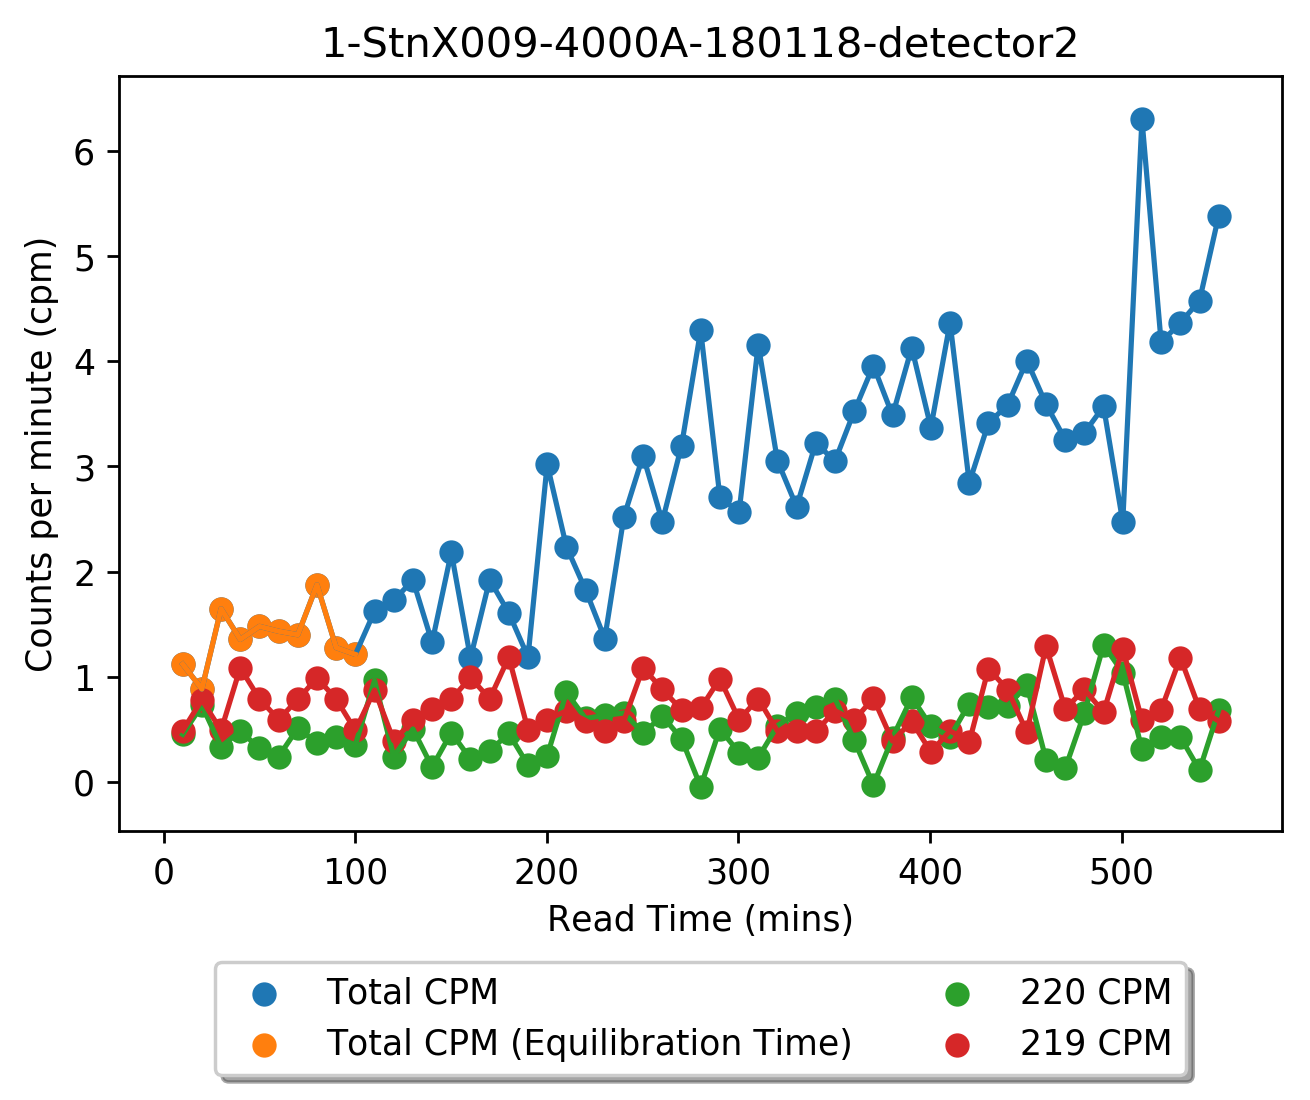 1-StnX009-4000A-180118-detector2
6
5
4
3
2
1
0
Counts per minute (cpm)
0 100 200 300 400 500
Read Time (mins)
Total CPM
Total CPM (Equilibration Time)
220 CPM
219 CPM